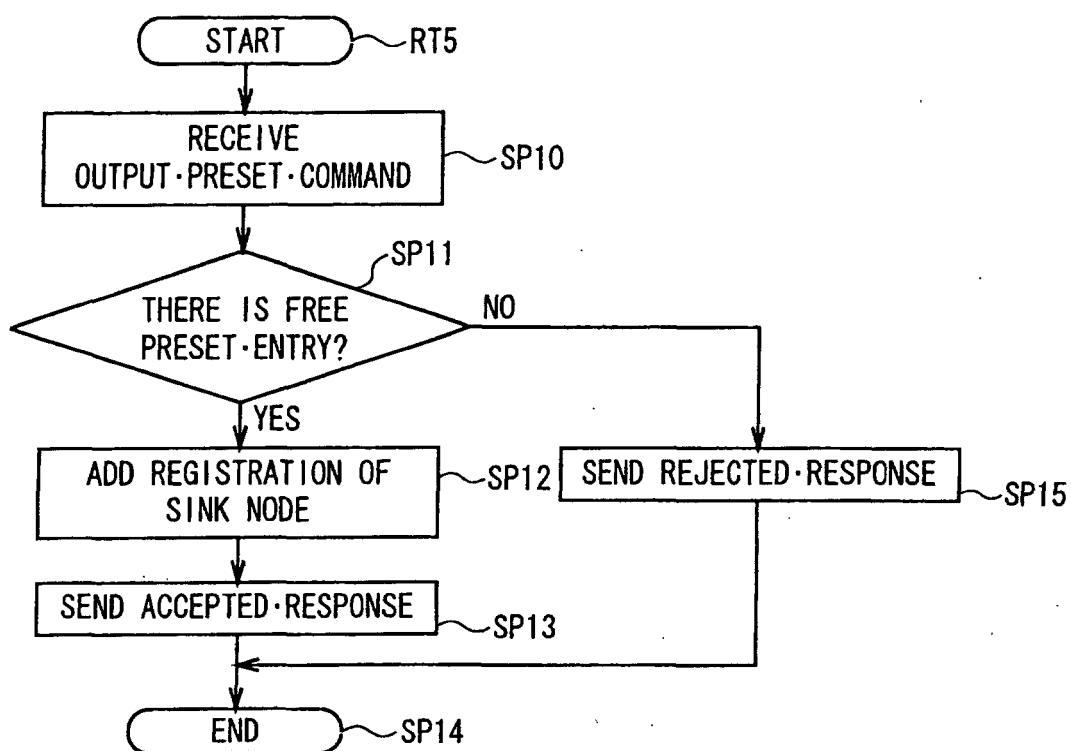 START
RT5
RECEIVE
OUTPUT·PRESET·COMMAND
SP10
SP11
THERE IS FREE
PRESET·ENTRY?
NO
YES
ADD REGISTRATION OF
SINK NODE
SP12
SEND REJECTED·RESPONSE
SP15
SEND ACCEPTED·RESPONSE
SP13
END
SP14